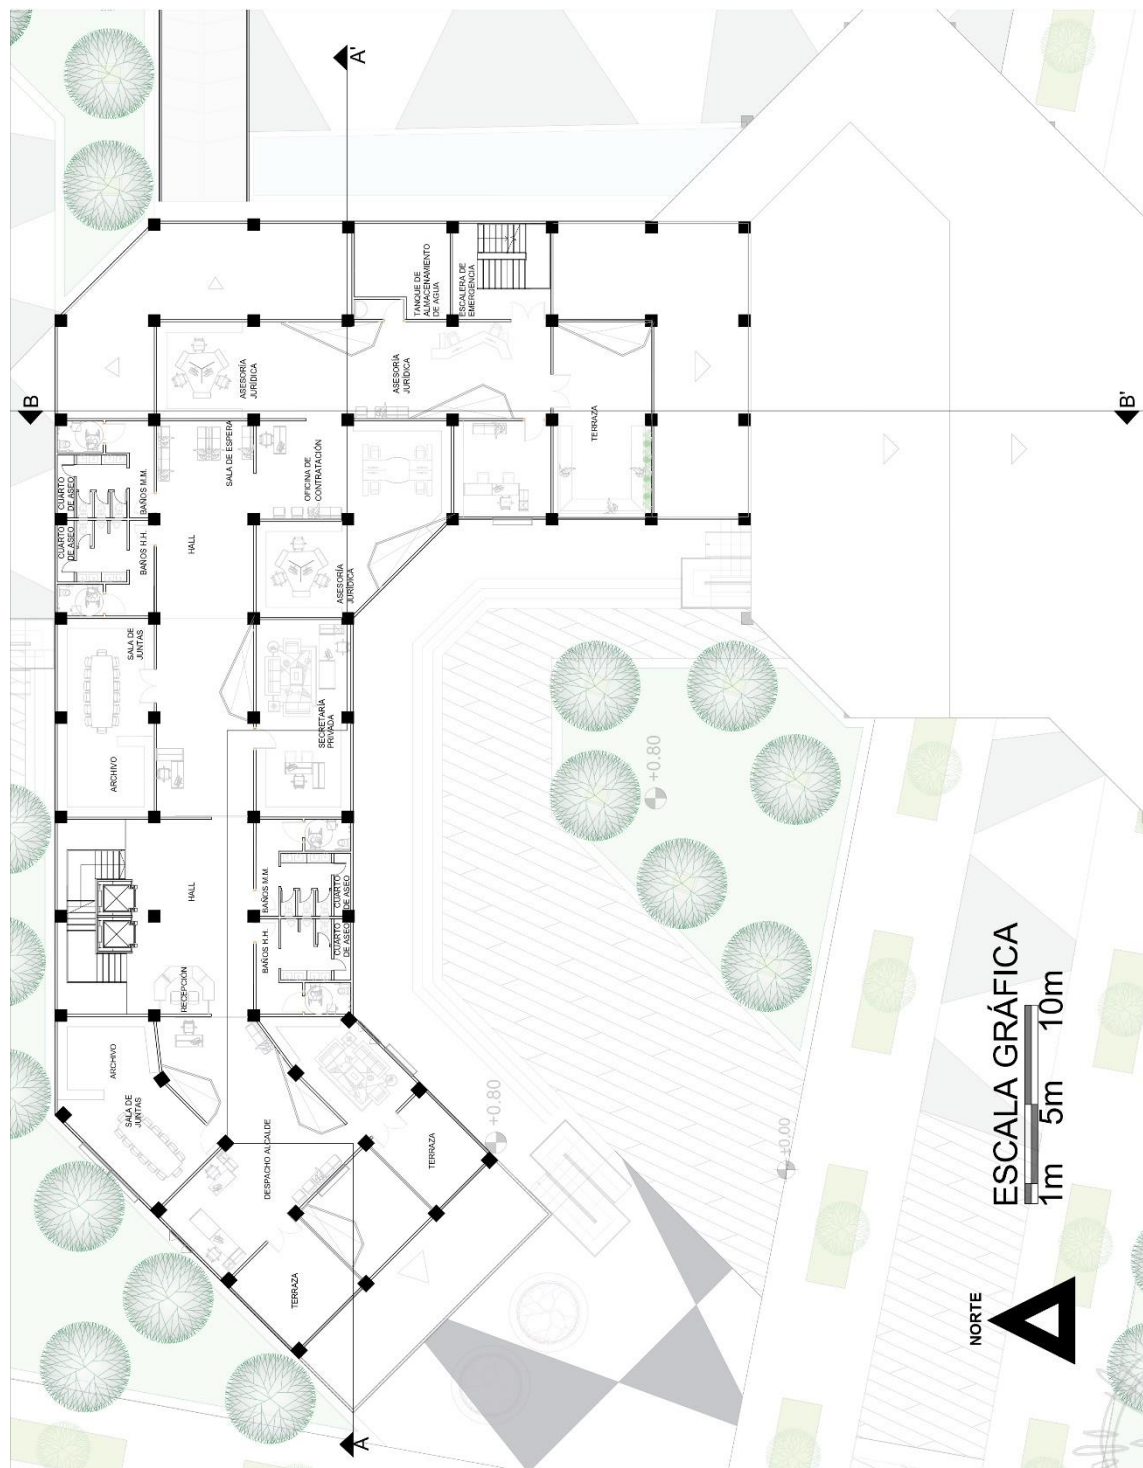 A'
TANQUE DE
ALMACENAMIENTO
DE AGUA
ESCALERA DE
EMERGENCIA
ASESORÍA
JURÍDICA
ASESORÍA
JURÍDICA
B
B'
TERRAZA
SALA DE ESPERA
OFICINA DE
CONTRATACIÓN
CUARTO
DE ASEO
BAÑOS M.M.
CUARTO
DE ASEO
BAÑOS H.H.
HALL
ASESORÍA
JURÍDICA
SALA DE
JUNTAS
SECRETARÍA
PRIVADA
ARCHIVO
+0.80
HALL
BAÑOS M.M.
CUARTO
DE ASEO
BAÑOS H.H.
CUARTO
DE ASEO
RECEPCIÓN
ARCHIVO
SALA DE
JUNTAS
DESPACHO ALCALDE
TERRAZA
+0.80
+0.00
TERRAZA
A
ESCALA GRÁFICA
1m 5m 10m
NORTE